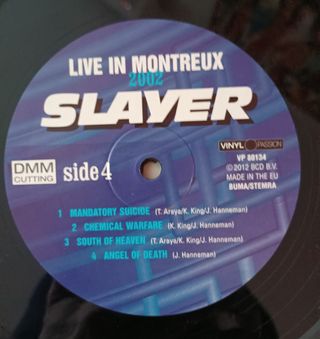 LIVE IN MONTREUX
2002
SLAYER
DMM
CUTTING
side 4
VINYL PASSION
VP 80134
© 2012 BCD B.V.
MADE IN THE EU
BUMA/STEMRA
1 MANDATORY SUICIDE (T. Araya/K. King/J. Hanneman)
2 CHEMICAL WARFARE (K. King/J. Hanneman)
3 SOUTH OF HEAVEN (T. Araya/K. King/J. Hanneman)
4 ANGEL OF DEATH (J. Hanneman)